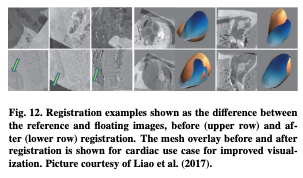 Fig. 12. Registration examples shown as the difference between
the reference and floating images, before (upper row) and af-
ter (lower row) registration. The mesh overlay before and after
registration is shown for cardiac use case for improved visual-
ization. Picture courtesy of Liao et al. (2017).